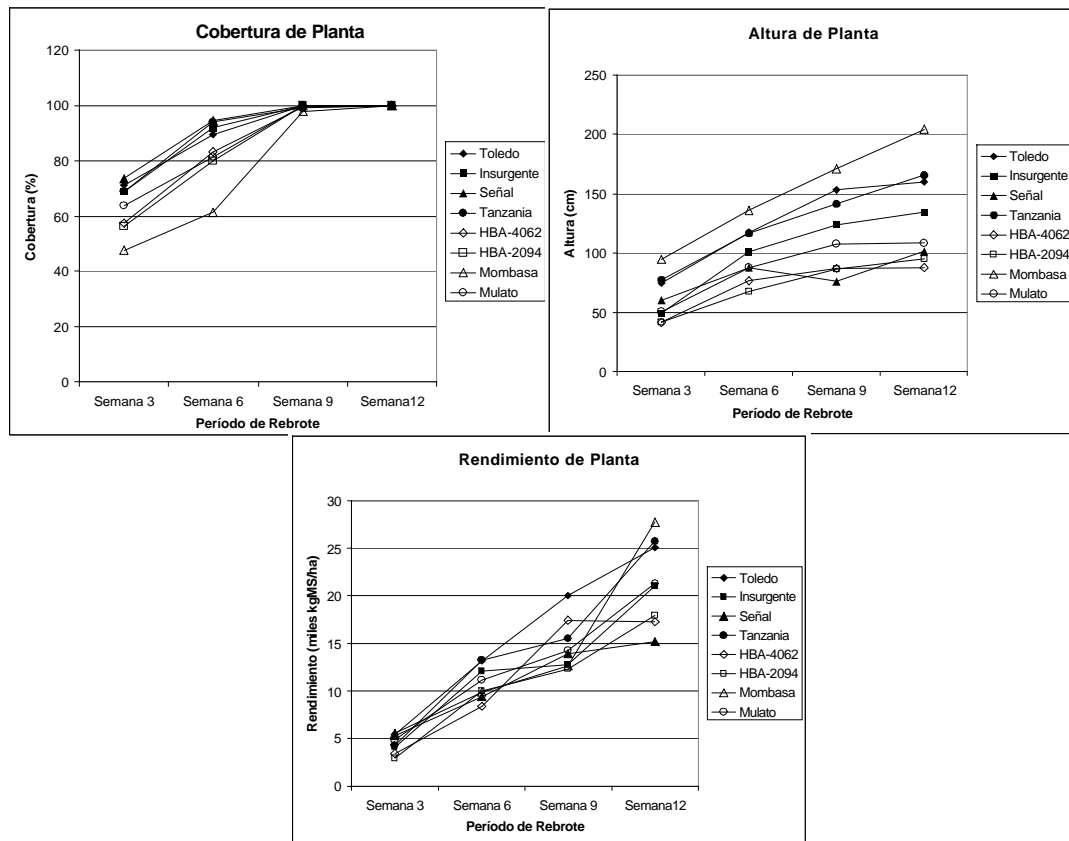 Cobertura de Planta
120
100
80
60
40
20
0
Cobertura (%)
Semana 3
Semana 6
Semana 9
Semana12
Período de Rebrote
Toledo
Insurgente
Señal
Tanzania
HBA-4062
HBA-2094
Mombasa
Mulato
Altura de Planta
250
200
150
100
50
0
Altura (cm)
Semana 3
Semana 6
Semana 9
Semana12
Período de Rebrote
Toledo
Insurgente
Señal
Tanzania
HBA-4062
HBA-2094
Mombasa
Mulato
Rendimiento de Planta
30
25
20
15
10
5
0
Rendimiento (miles kgMS/ha)
Semana 3
Semana 6
Semana 9
Semana12
Período de Rebrote
Toledo
Insurgente
Señal
Tanzania
HBA-4062
HBA-2094
Mombasa
Mulato